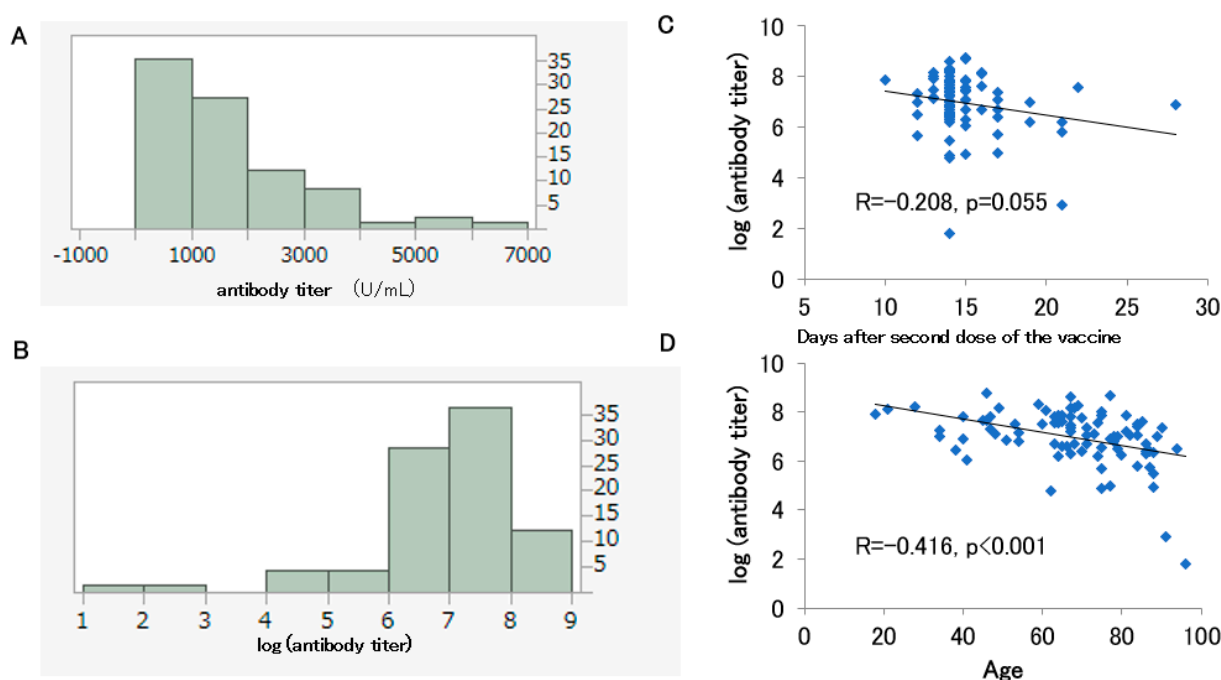 A
35
30
25
20
15
10
5
-1000 1000 3000 5000 7000
antibody titer (U/mL)
B
35
30
25
20
15
10
5
1 2 3 4 5 6 7 8 9
log (antibody titer)
C
log (antibody titer)
10
8
6
4
2
0
R=-0.208, p=0.055
5 10 15 20 25 30
Days after second dose of the vaccine
D
log (antibody titer)
10
8
6
4
2
0
R=-0.416, p<0.001
0 20 40 60 80 100
Age